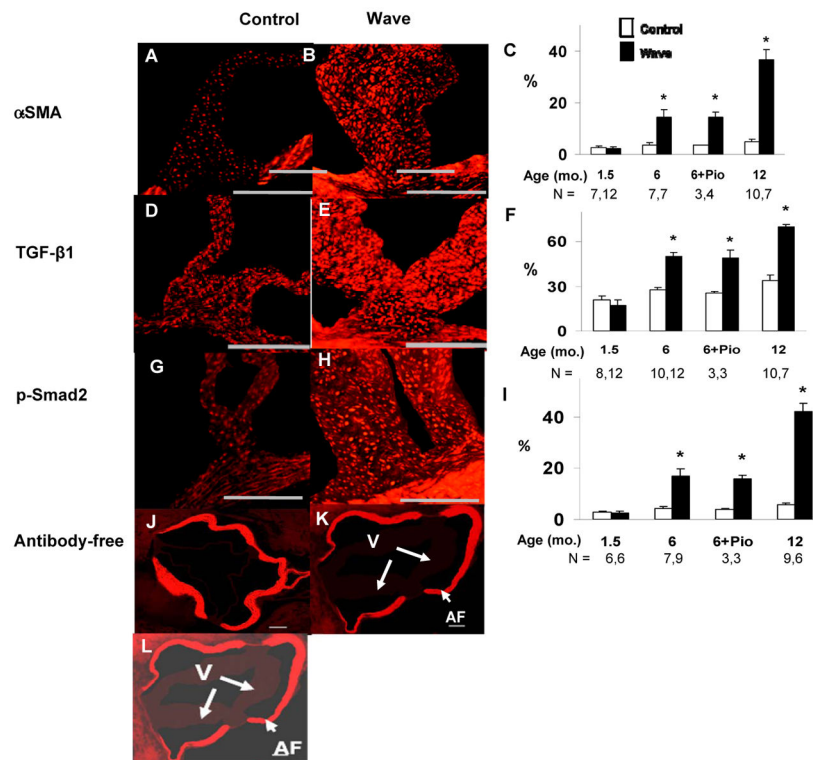 Control Wave
A B C
Control
Wave
αSMA
%
40
20
0
*
*
*
Age (mo.) 1.5 6 6+Pio 12
N = 7,12 7,7 3,4 10,7
D E F
TGF-β1
%
60
30
0
*
*
*
Age (mo.) 1.5 6 6+Pio 12
N = 8,12 10,12 3,3 10,7
G H I
p-Smad2
%
40
20
0
*
*
*
Age (mo.) 1.5 6 6+Pio 12
N = 6,6 7,9 3,3 9,6
Antibody-free
J K
V
AF
L
V
AF